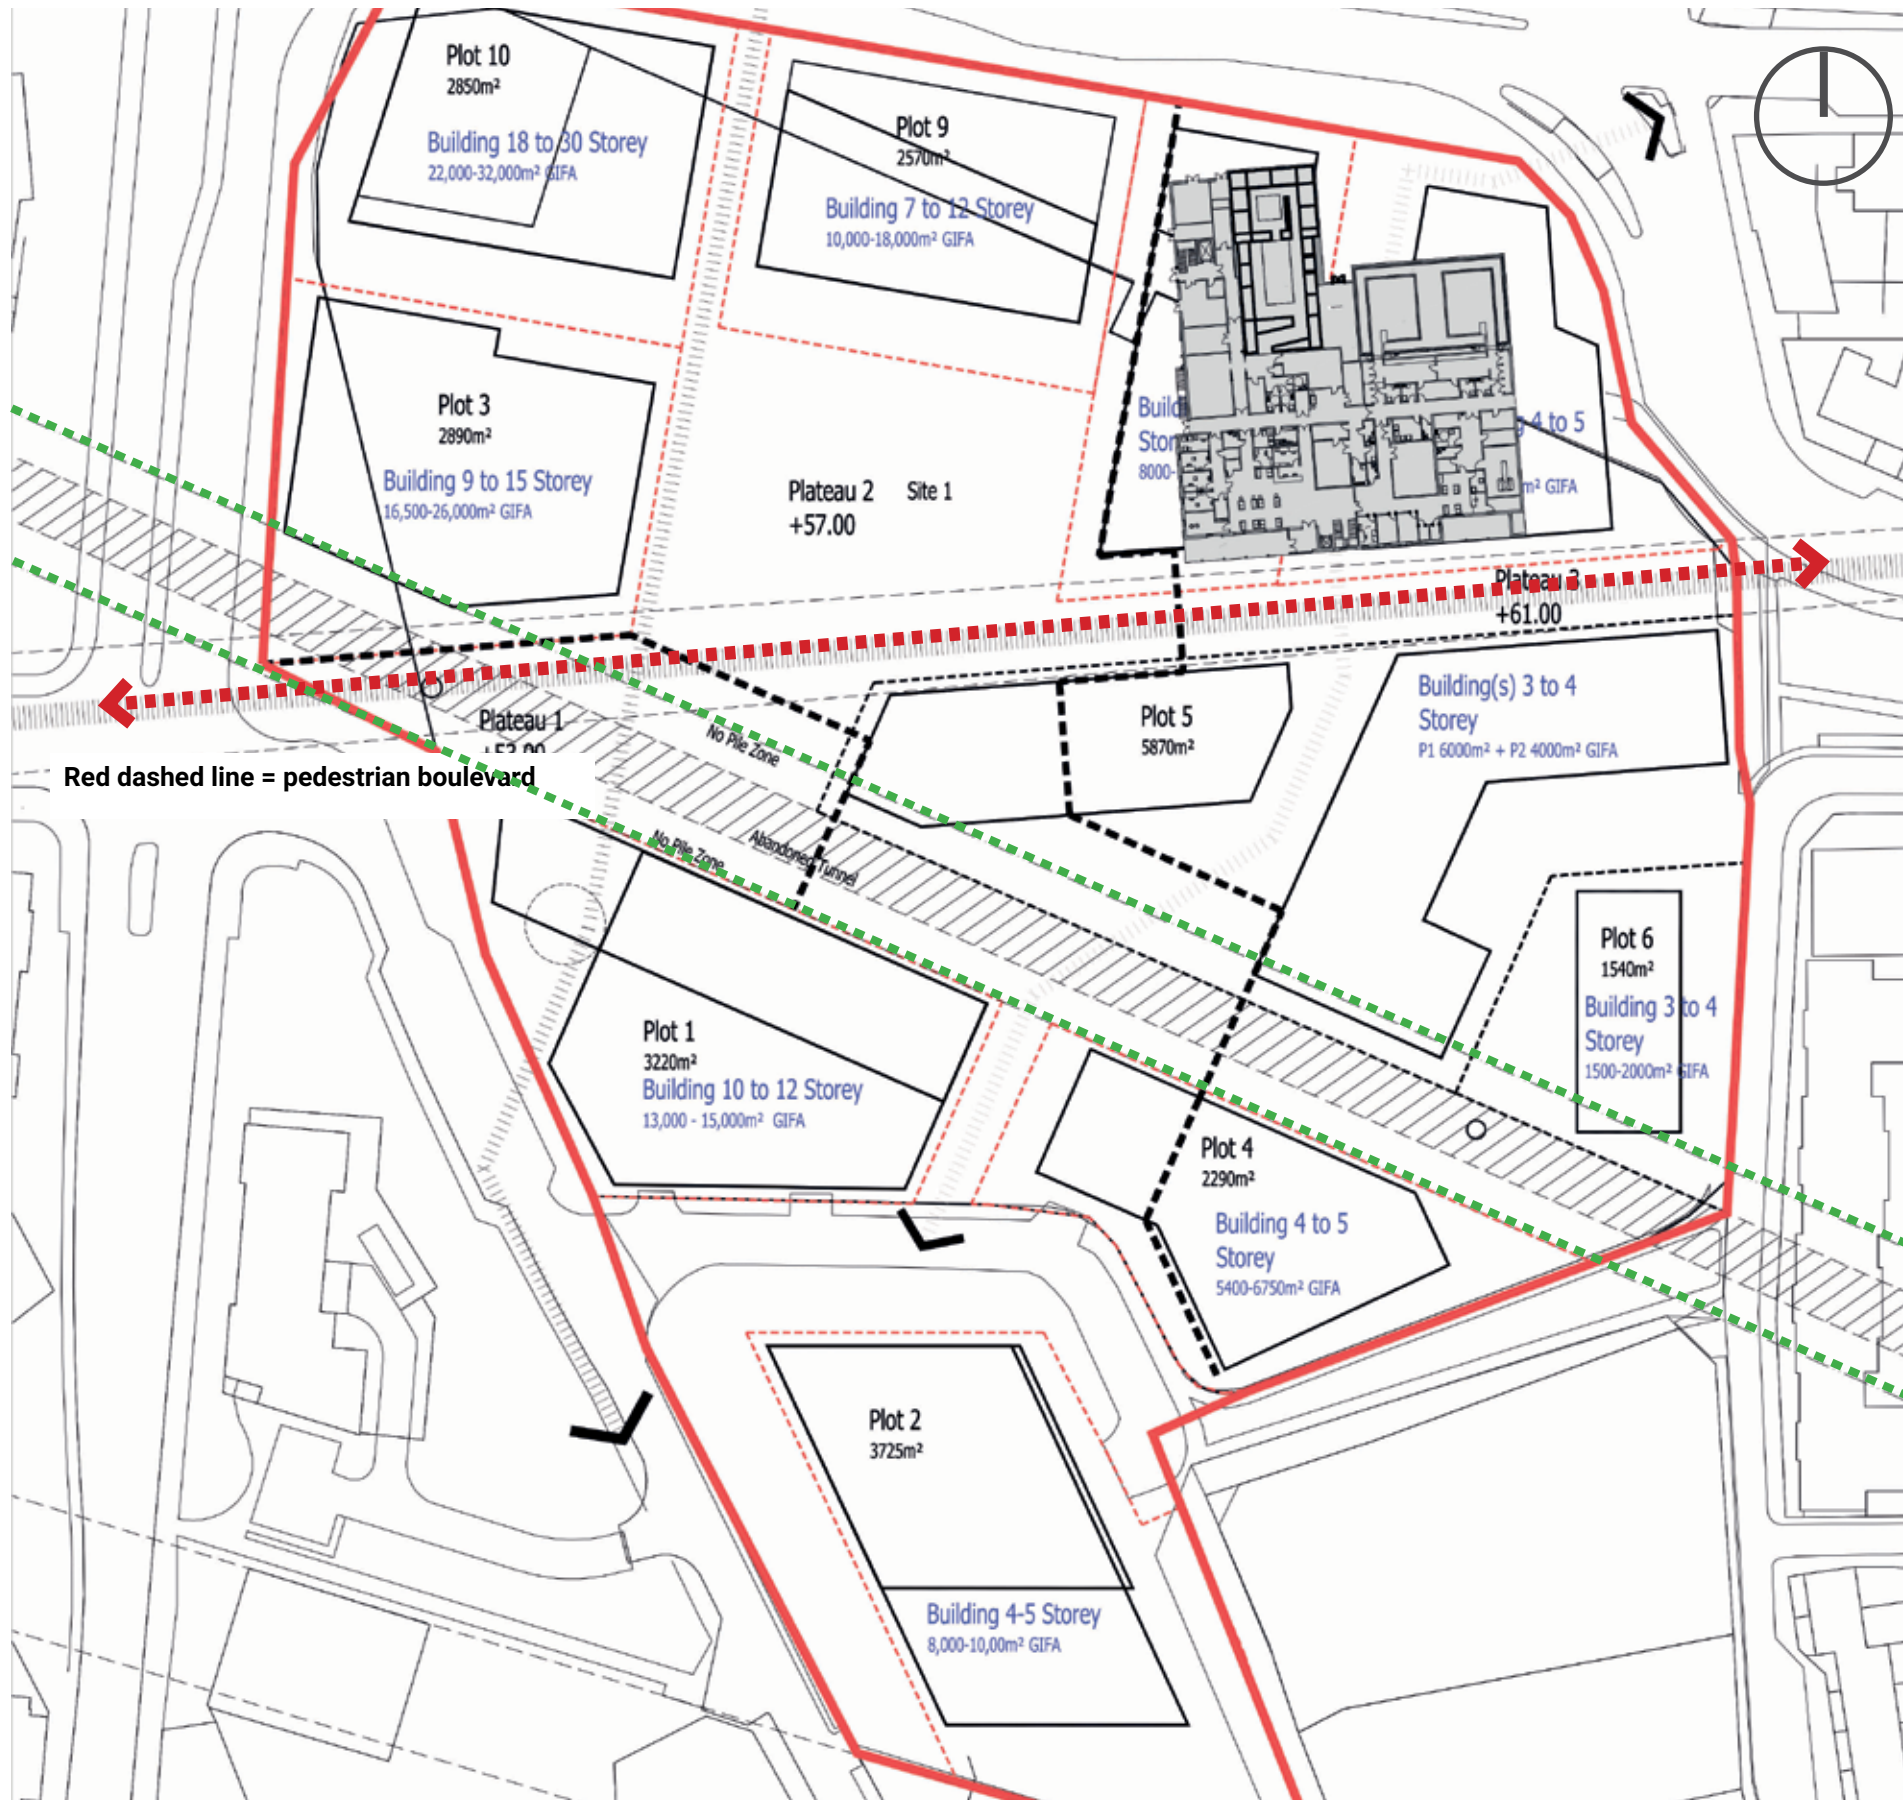 Plot 10
2850m²
Building 18 to 30 Storey
22,000-32,000m² GIFA
Plot 9
2570m²
Building 7 to 12 Storey
10,000-18,000m² GIFA
Plot 3
2890m²
Building 9 to 15 Storey
16,500-26,000m² GIFA
Plateau 2
+57.00
Site 1
4 to 5
m² GIFA
+61.00
Plateau 1
Red dashed line = pedestrian boulevard
No Pile Zone
No Pile Zone
Abandoned Tunnel
Plot 5
5870m²
Building(s) 3 to 4
Storey
P1 6000m² + P2 4000m² GIFA
Plot 6
1540m²
Building 3 to 4
Storey
1500-2000m² GIFA
Plot 1
3220m²
Building 10 to 12 Storey
13,000 - 15,000m² GIFA
Plot 4
2290m²
Building 4 to 5
Storey
5400-6750m² GIFA
Plot 2
3725m²
Building 4-5 Storey
8,000-10,00m² GIFA